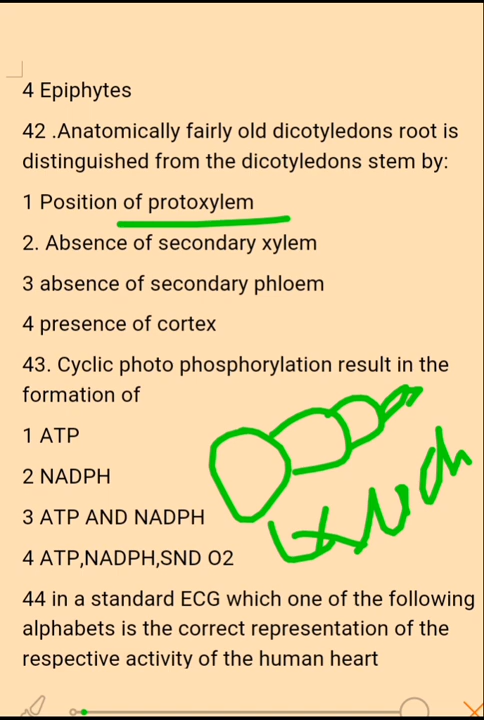 4 Epiphytes
42 .Anatomically fairly old dicotyledons root is
distinguished from the dicotyledons stem by:
1 Position of protoxylem
2. Absence of secondary xylem
3 absence of secondary phloem
4 presence of cortex
43. Cyclic photo phosphorylation result in the
formation of
1 ATP
2 NADPH
3 ATP AND NADPH
4 ATP,NADPH,SND O2
44 in a standard ECG which one of the following
alphabets is the correct representation of the
respective activity of the human heart